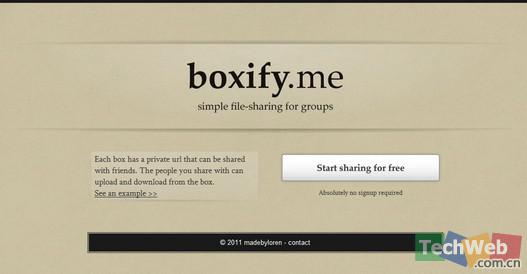 boxify.me
simple file-sharing for groups
Each box has a private url that can be shared
with friends. The people you share with can
upload and download from the box.
See an example >>
Start sharing for free
Absolutely no signup required
© 2011 madebyloren - contact
TechWeb
.com.cn